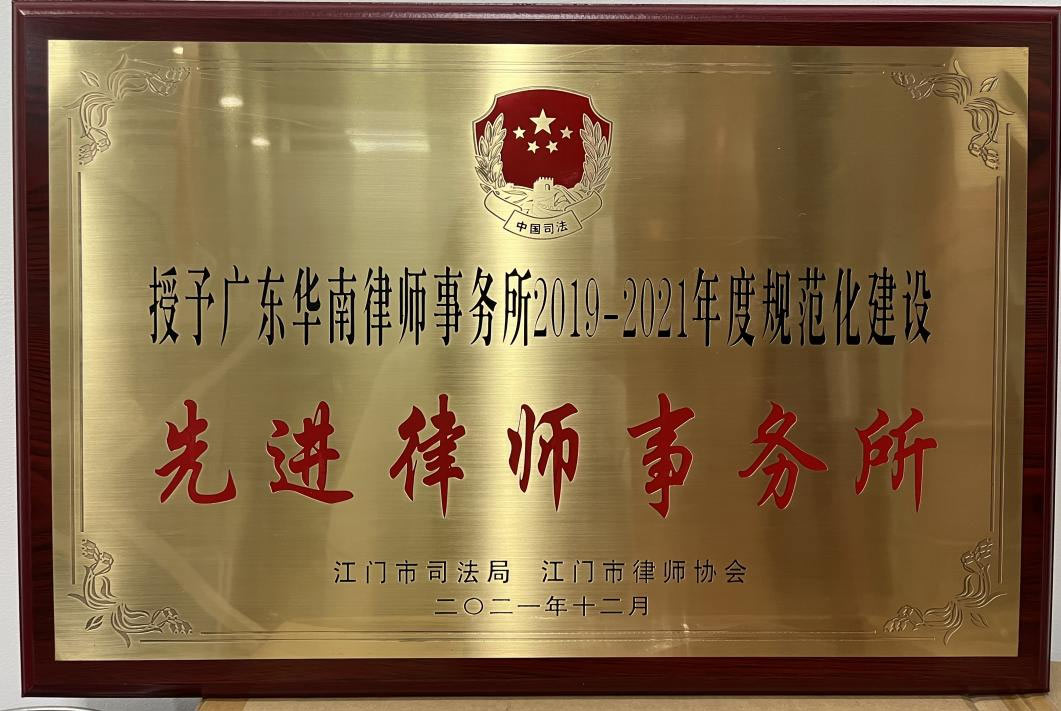 中国司法
授予广东华南律师事务所2019-2021年度规范化建设
先进律师事务所
江门市司法局 江门市律师协会
二〇二一年十二月